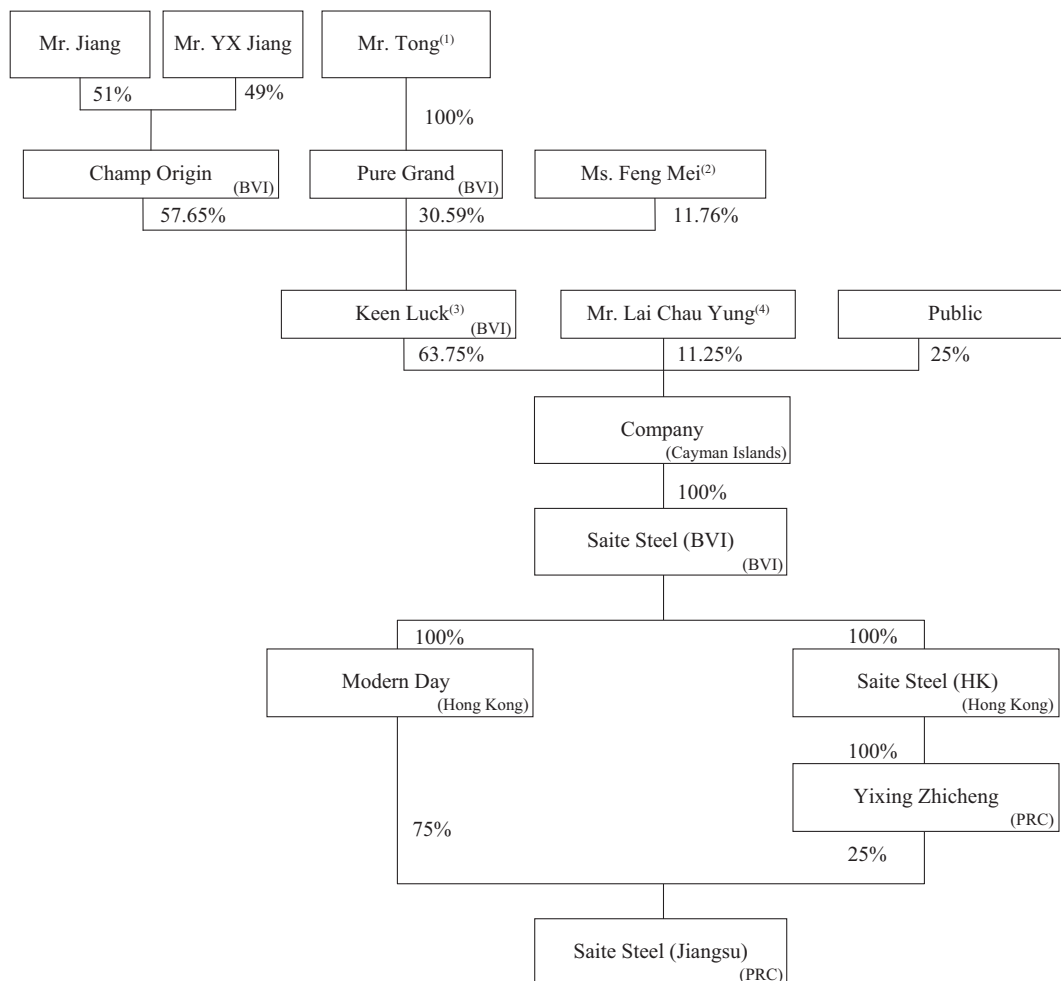 Mr. Jiang
Mr. YX Jiang
Mr. Tong(1)
51%
49%
100%
Champ Origin
(BVI)
Pure Grand
(BVI)
Ms. Feng Mei(2)
57.65%
30.59%
11.76%
Keen Luck(3)
(BVI)
Mr. Lai Chau Yung(4)
Public
63.75%
11.25%
25%
Company
(Cayman Islands)
100%
Saite Steel (BVI)
(BVI)
100%
100%
Modern Day
(Hong Kong)
Saite Steel (HK)
(Hong Kong)
100%
Yixing Zhicheng
(PRC)
75%
25%
Saite Steel (Jiangsu)
(PRC)